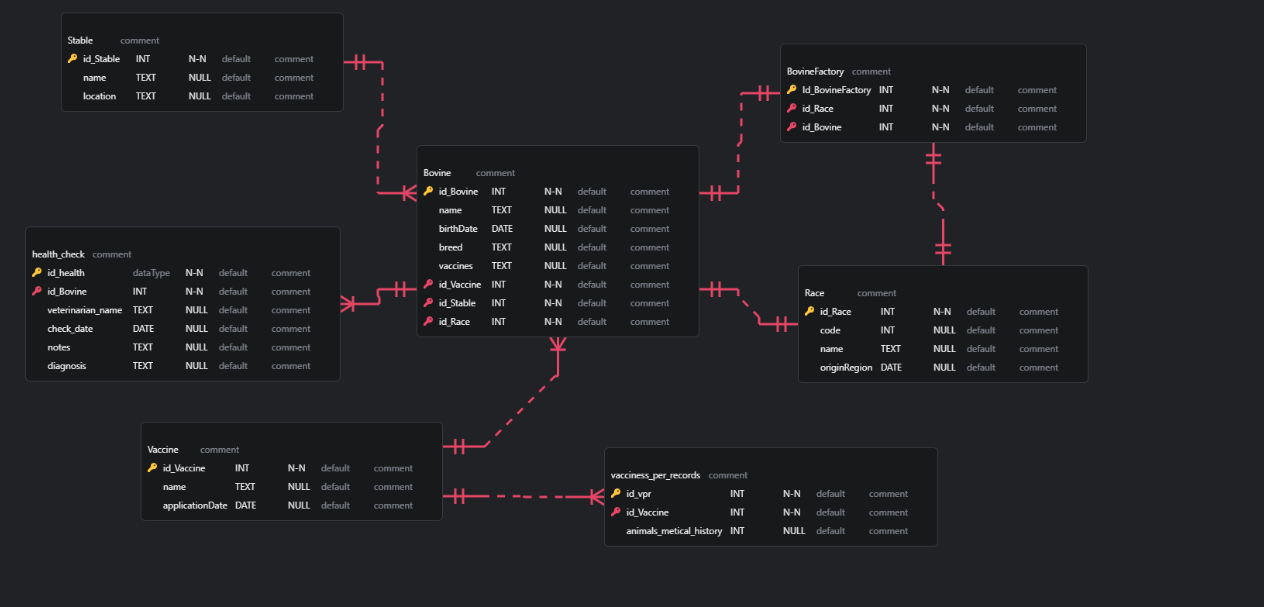 Stable comment
id_Stable INT N-N default comment
name TEXT NULL default comment
location TEXT NULL default comment
BovineFactory comment
Id_BovineFactory INT N-N default comment
id_Race INT N-N default comment
id_Bovine INT N-N default comment
Bovine comment
id_Bovine INT N-N default comment
name TEXT NULL default comment
birthDate DATE NULL default comment
breed TEXT NULL default comment
vaccines TEXT NULL default comment
id_Vaccine INT N-N default comment
id_Stable INT N-N default comment
id_Race INT N-N default comment
health_check comment
id_health dataType N-N default comment
id_Bovine INT N-N default comment
veterinarian_name TEXT NULL default comment
check_date DATE NULL default comment
notes TEXT NULL default comment
diagnosis TEXT NULL default comment
Race comment
id_Race INT N-N default comment
code INT NULL default comment
name TEXT NULL default comment
originRegion DATE NULL default comment
Vaccine comment
id_Vaccine INT N-N default comment
name TEXT NULL default comment
applicationDate DATE NULL default comment
vacciness_per_records comment
id_vpr INT N-N default comment
id_Vaccine INT N-N default comment
animals_metical_history INT NULL default comment